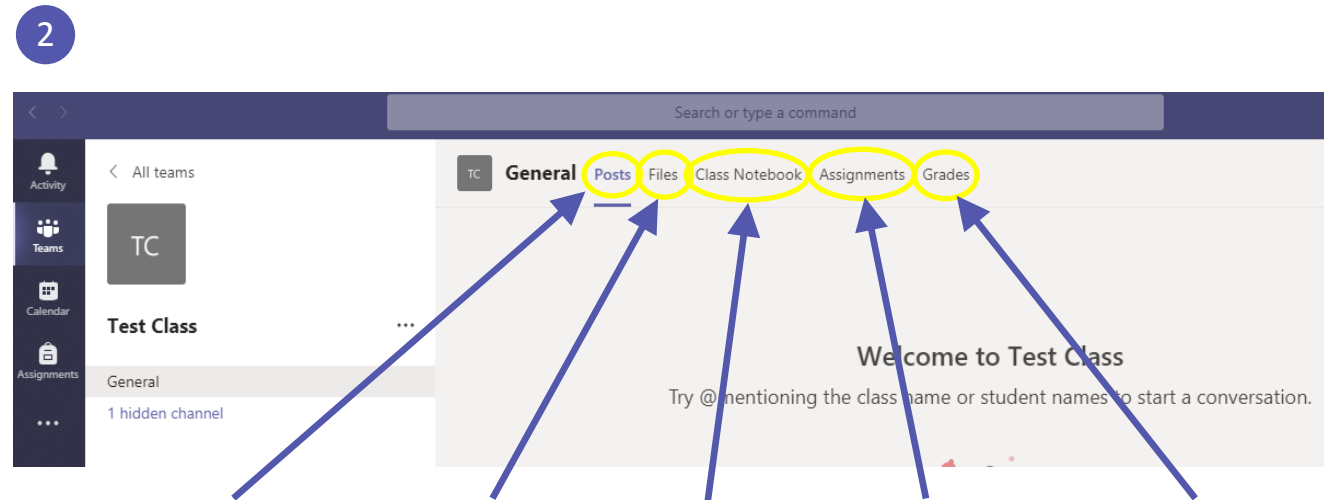 2
Search or type a command
Activity
Teams
Calendar
Assignments
All teams
TC
Test Class
General
1 hidden channel
TC General Posts Files Class Notebook Assignments Grades
Welcome to Test Class
Try @mentioning the class name or student names to start a conversation.